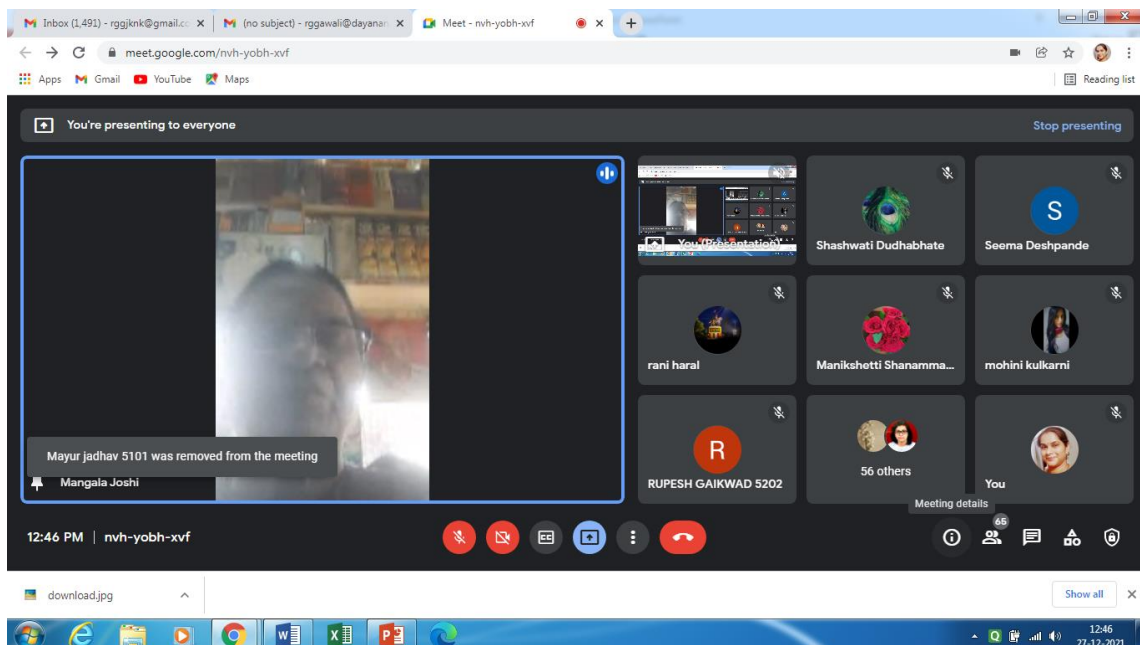 Inbox (1,491) - rggjknk@gmail.c
(no subject) - rggawali@dayanan
Meet - nvh-yobh-xvf
meet.google.com/nvh-yobh-xvf
Apps Gmail YouTube Maps Reading list
You're presenting to everyone Stop presenting
You (Presentation)
Shashwati Dudhabhate
S
Seema Deshpande
rani haral
Manikshetti Shanamma...
mohini kulkarni
Mayur jadhav 5101 was removed from the meeting
Mangala Joshi
R
RUPESH GAIKWAD 5202
56 others
You
Meeting details
12:46 PM | nvh-yobh-xvf
CC
65
download.jpg Show all
12:46
27-12-2021